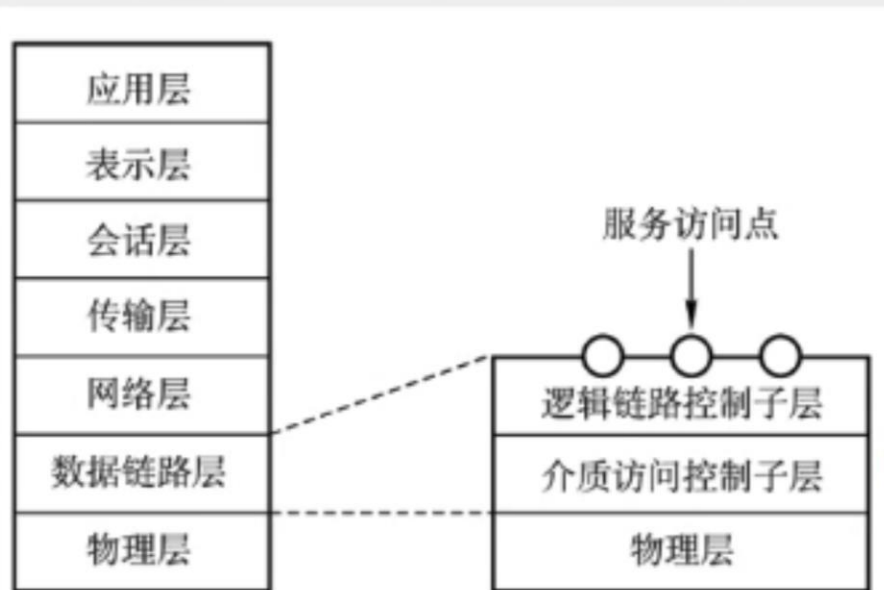 应用层
表示层
会话层
传输层
网络层
数据链路层
物理层
服务访问点
逻辑链路控制子层
介质访问控制子层
物理层